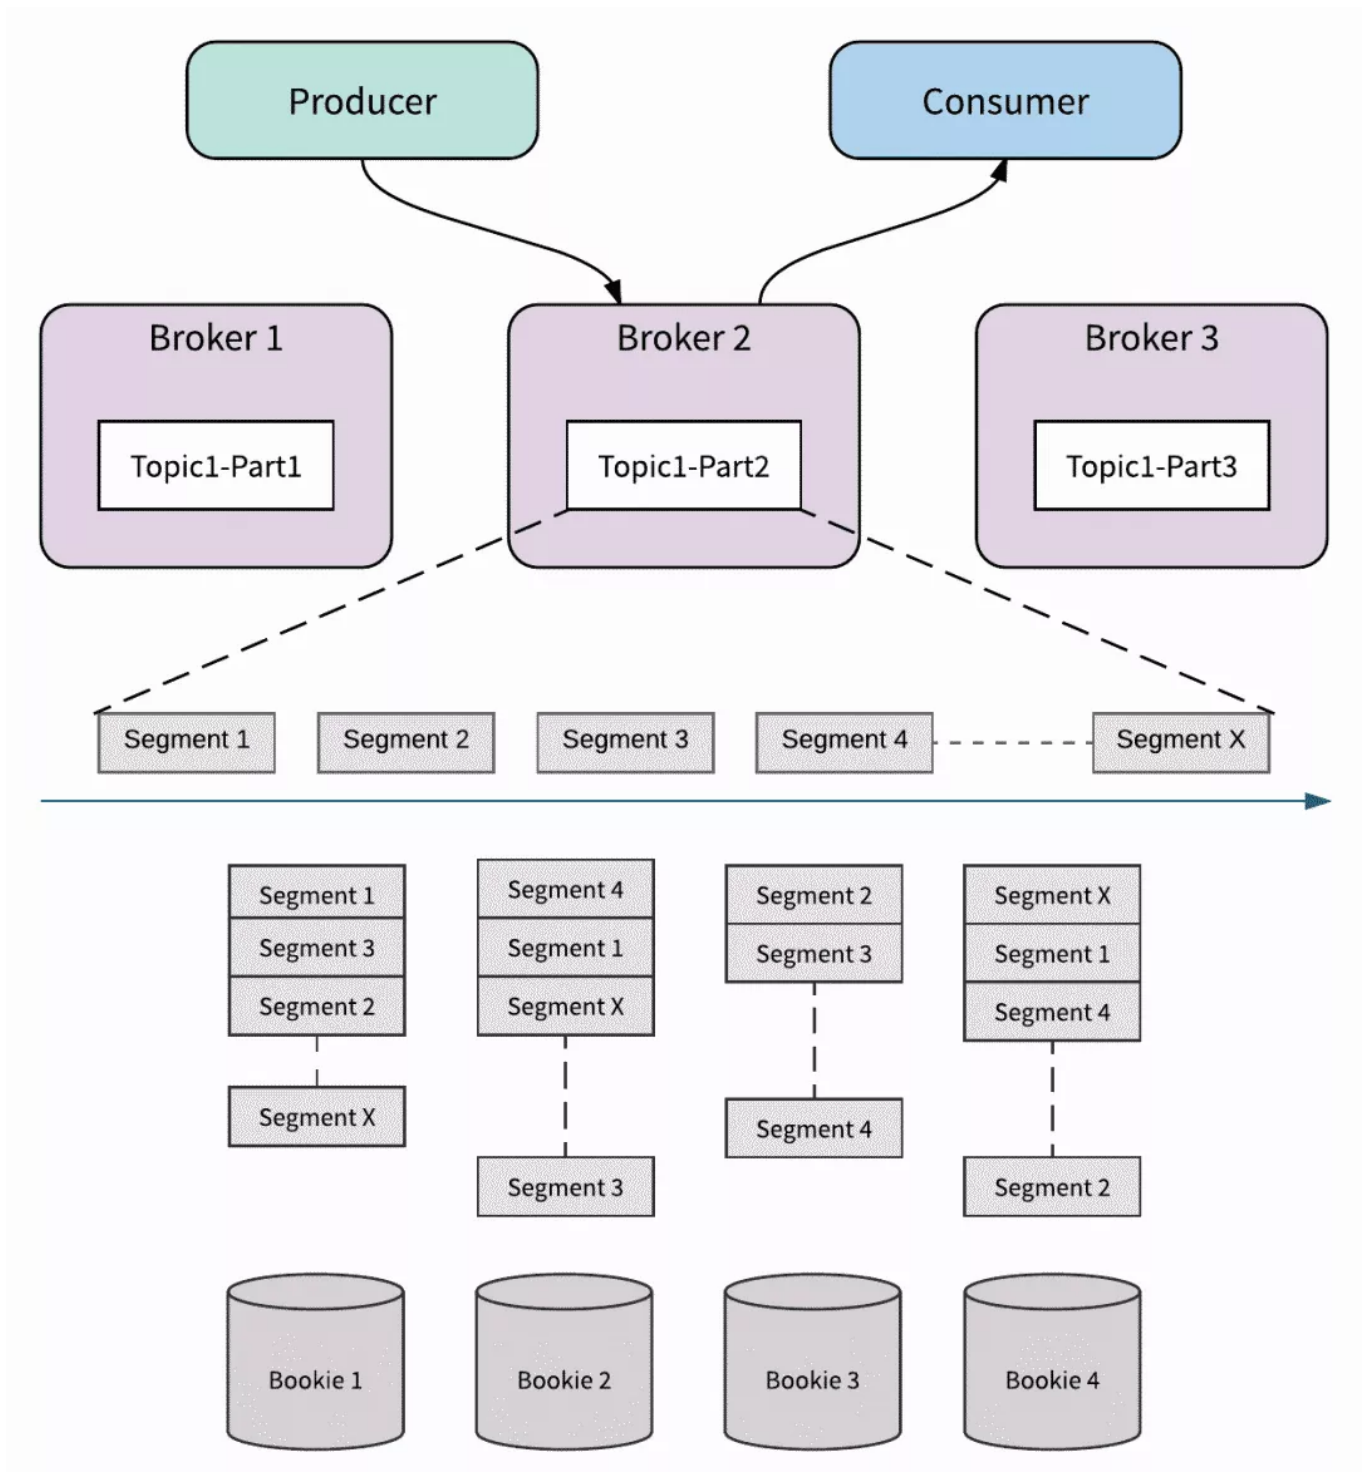 Producer
Consumer
Broker 1
Broker 2
Broker 3
Topic1-Part1
Topic1-Part2
Topic1-Part3
Segment 1
Segment 2
Segment 3
Segment 4
Segment X
Segment 1
Segment 3
Segment 2
Segment X
Segment 4
Segment 1
Segment X
Segment 3
Segment 2
Segment 3
Segment 4
Segment X
Segment 1
Segment 4
Segment 2
Bookie 1
Bookie 2
Bookie 3
Bookie 4